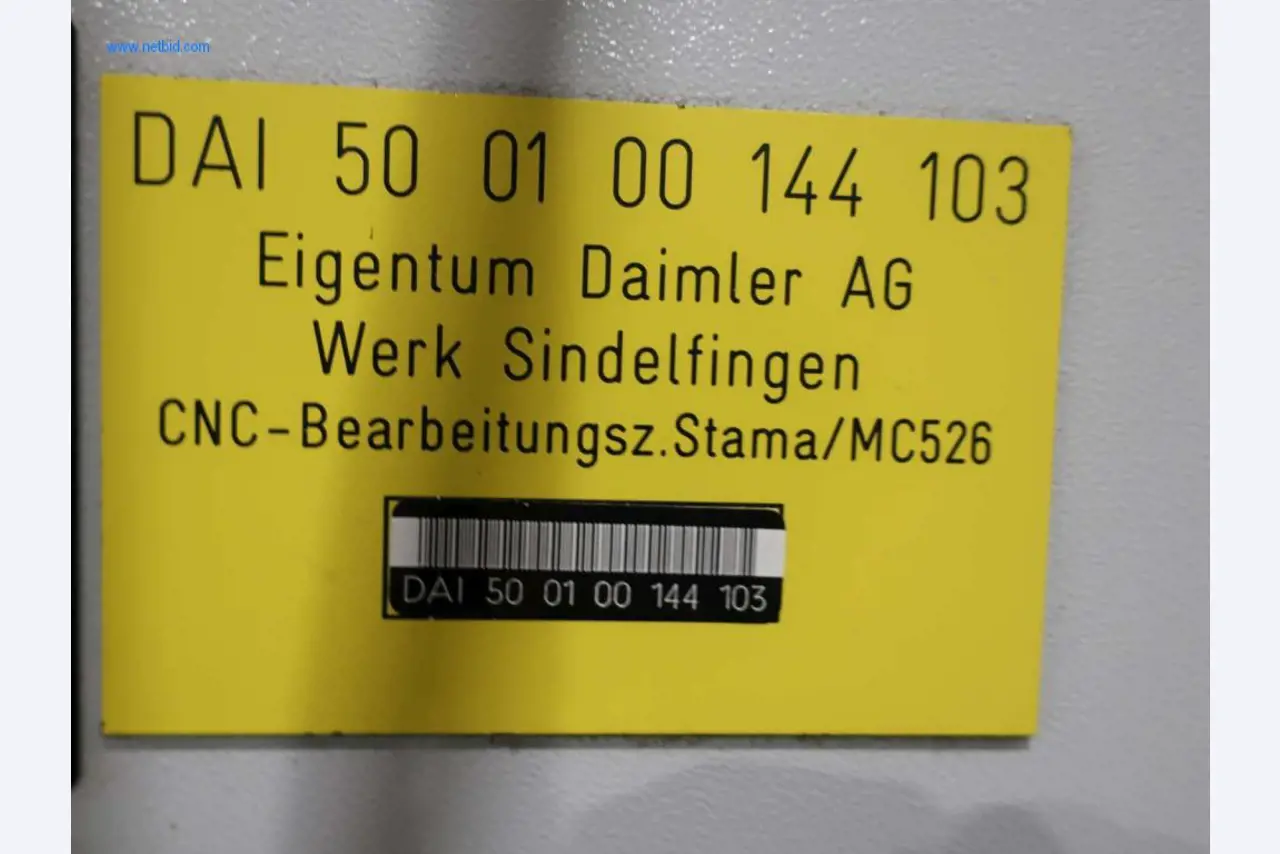 www.netbid.com
DAI 50 01 00 144 103
Eigentum Daimler AG
Werk Sindelfingen
CNC-Bearbeitungsz.Stama/MC526
DAI 50 01 00 144 103